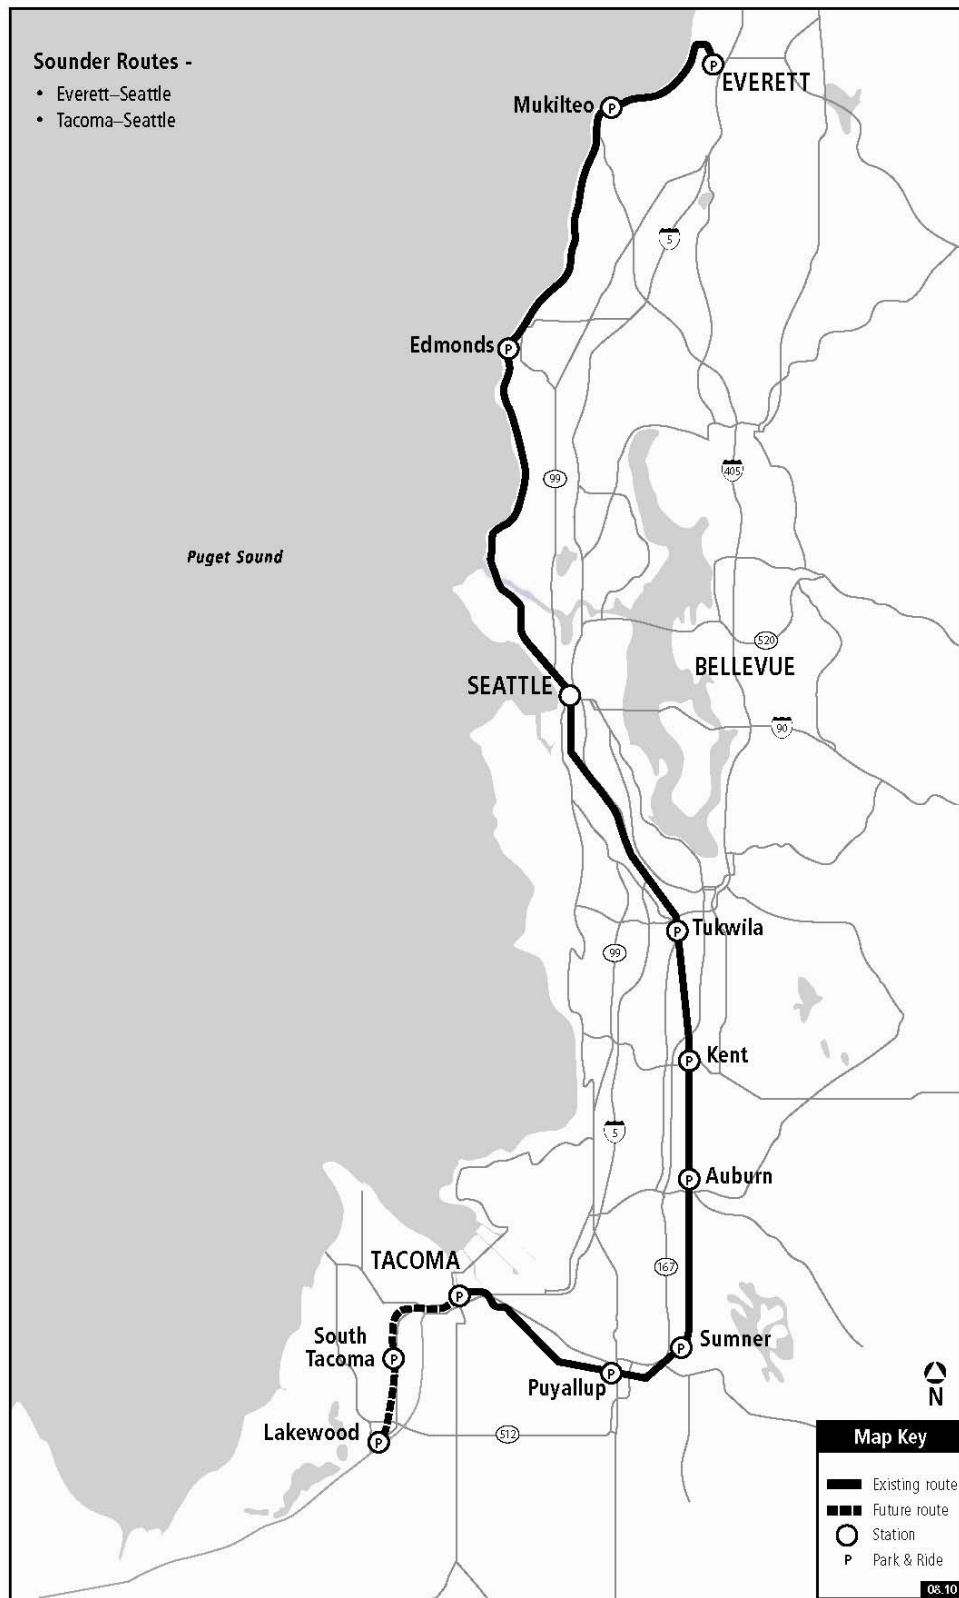 Sounder Routes -
• Everett–Seattle
• Tacoma–Seattle
EVERETT
Mukilteo
5
Edmonds
405
99
Puget Sound
520
BELLEVUE
SEATTLE
90
Tukwila
99
Kent
5
Auburn
TACOMA
167
South
Tacoma
Sumner
Puyallup
N
Lakewood
512
Map Key
Existing route
Future route
Station
P Park & Ride
08.10
P
P
P
P
P
P
P
P
P
P
P